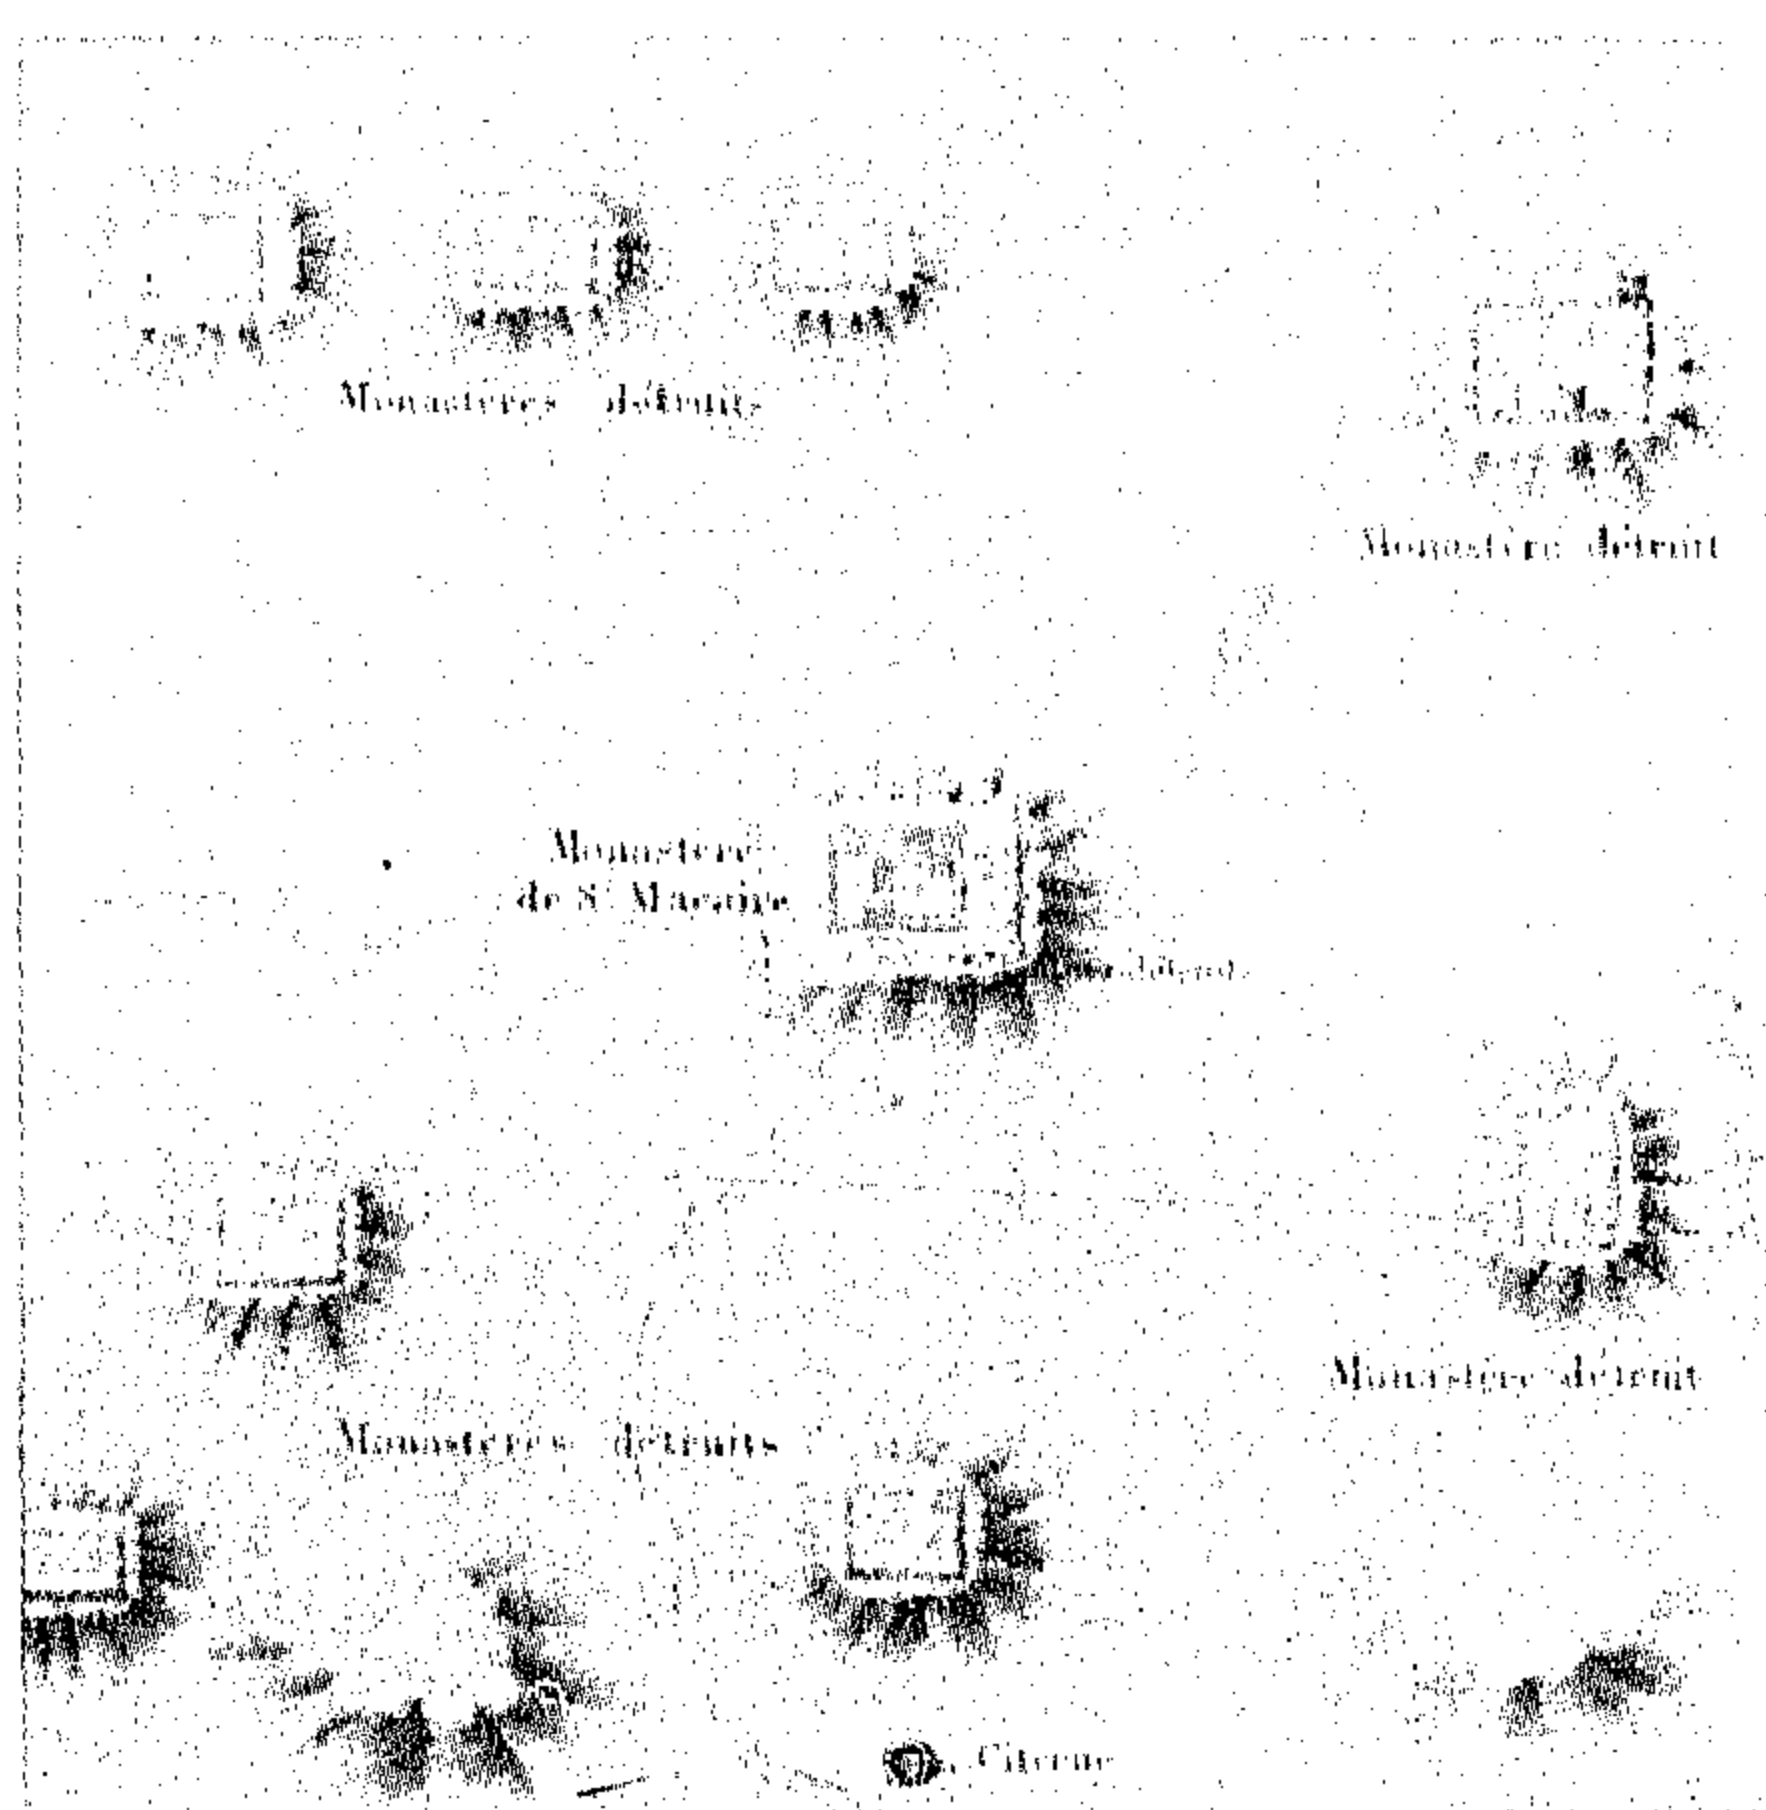 Monastères détruits
Monastère détruit
Monastère
de S. Macaire
Monastère détruit
Monastères détruits
Citerne